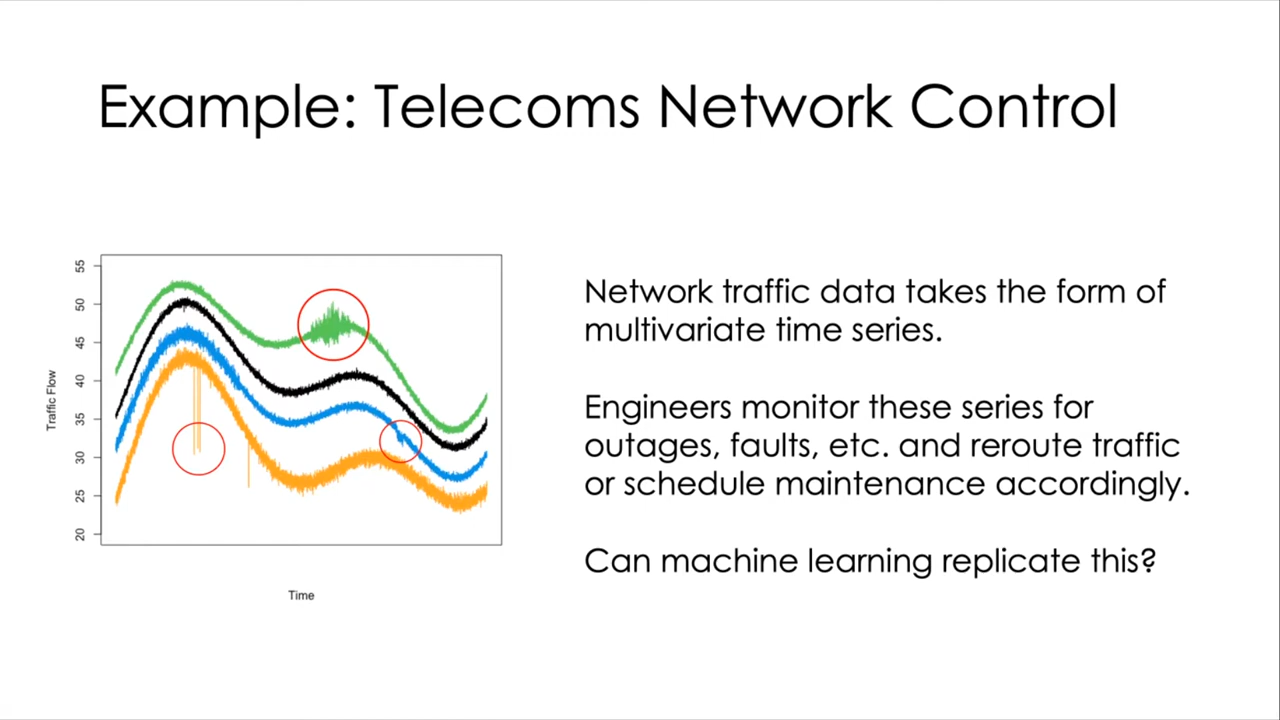 Example: Telecoms Network Control
55
50
45
40
35
30
25
20
Traffic Flow
Time
Network traffic data takes the form of
multivariate time series.
Engineers monitor these series for
outages, faults, etc. and reroute traffic
or schedule maintenance accordingly.
Can machine learning replicate this?